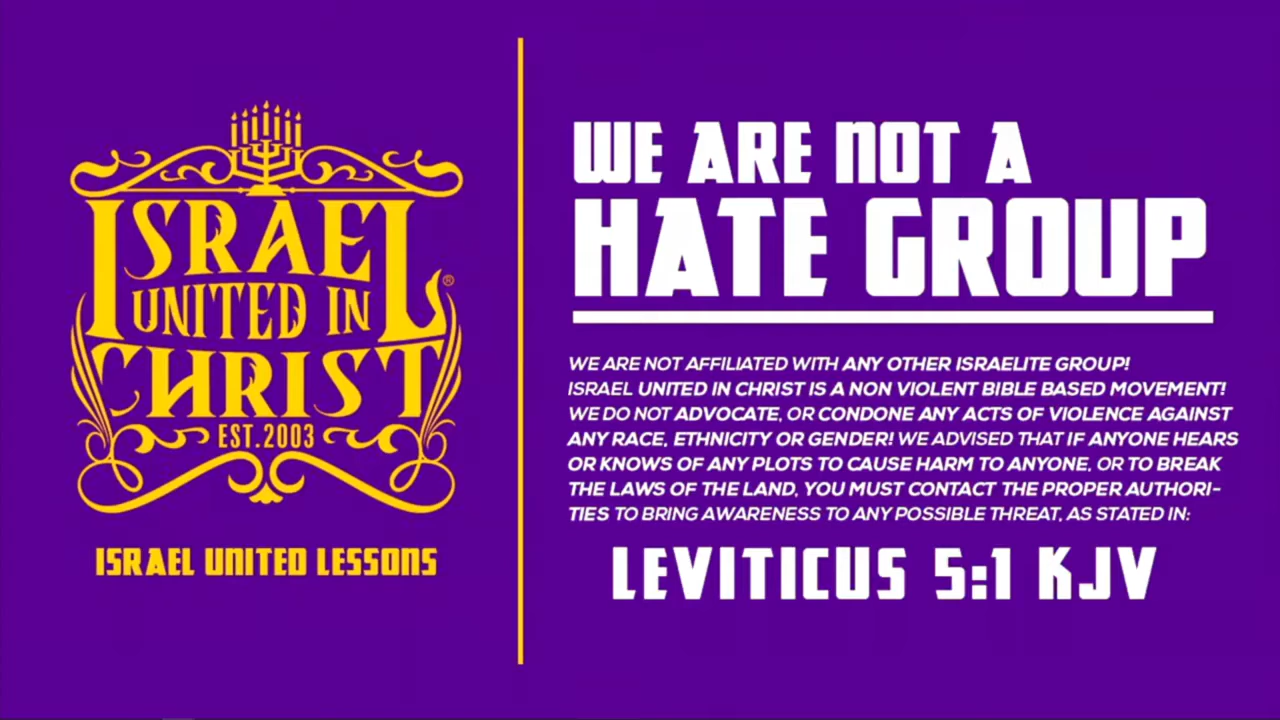 ISRAEL
UNITED IN
CHRIST
®
EST.2003
ISRAEL UNITED LESSONS
WE ARE NOT A
HATE GROUP
WE ARE NOT AFFILIATED WITH ANY OTHER ISRAELITE GROUP!
ISRAEL UNITED IN CHRIST IS A NON VIOLENT BIBLE BASED MOVEMENT!
WE DO NOT ADVOCATE, OR CONDONE ANY ACTS OF VIOLENCE AGAINST
ANY RACE, ETHNICITY OR GENDER! WE ADVISED THAT IF ANYONE HEARS
OR KNOWS OF ANY PLOTS TO CAUSE HARM TO ANYONE, OR TO BREAK
THE LAWS OF THE LAND, YOU MUST CONTACT THE PROPER AUTHORI-
TIES TO BRING AWARENESS TO ANY POSSIBLE THREAT, AS STATED IN:
LEVITICUS 5:1 KJV